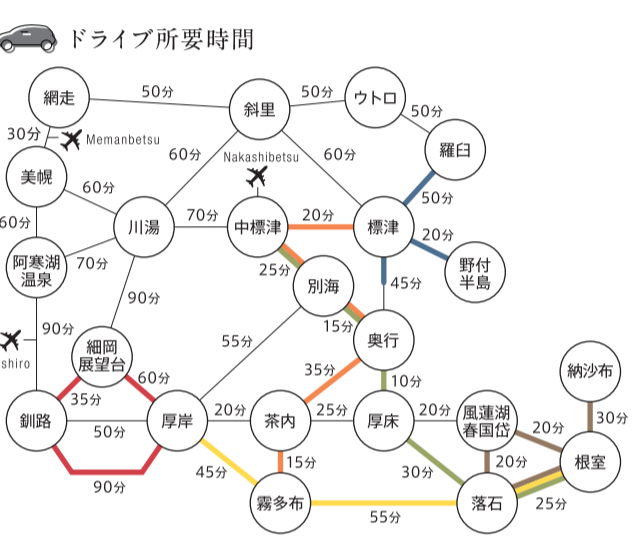 ドライブ所要時間
網走
50分
斜里
50分
ウトロ
50分
羅臼
30分
Memanbetsu
美幌
60分
60分
Nakashibetsu
60分
50分
60分
川湯
70分
中標津
20分
標津
20分
野付
半島
阿寒湖
温泉
70分
25分
別海
45分
90分
15分
奥行
90分
shiro
細岡
展望台
55分
35分
10分
納沙布
35分
60分
30分
釧路
50分
厚岸
20分
茶内
25分
厚床
20分
風蓮湖
春国岱
20分
根室
90分
45分
15分
30分
20分
霧多布
55分
落石
25分